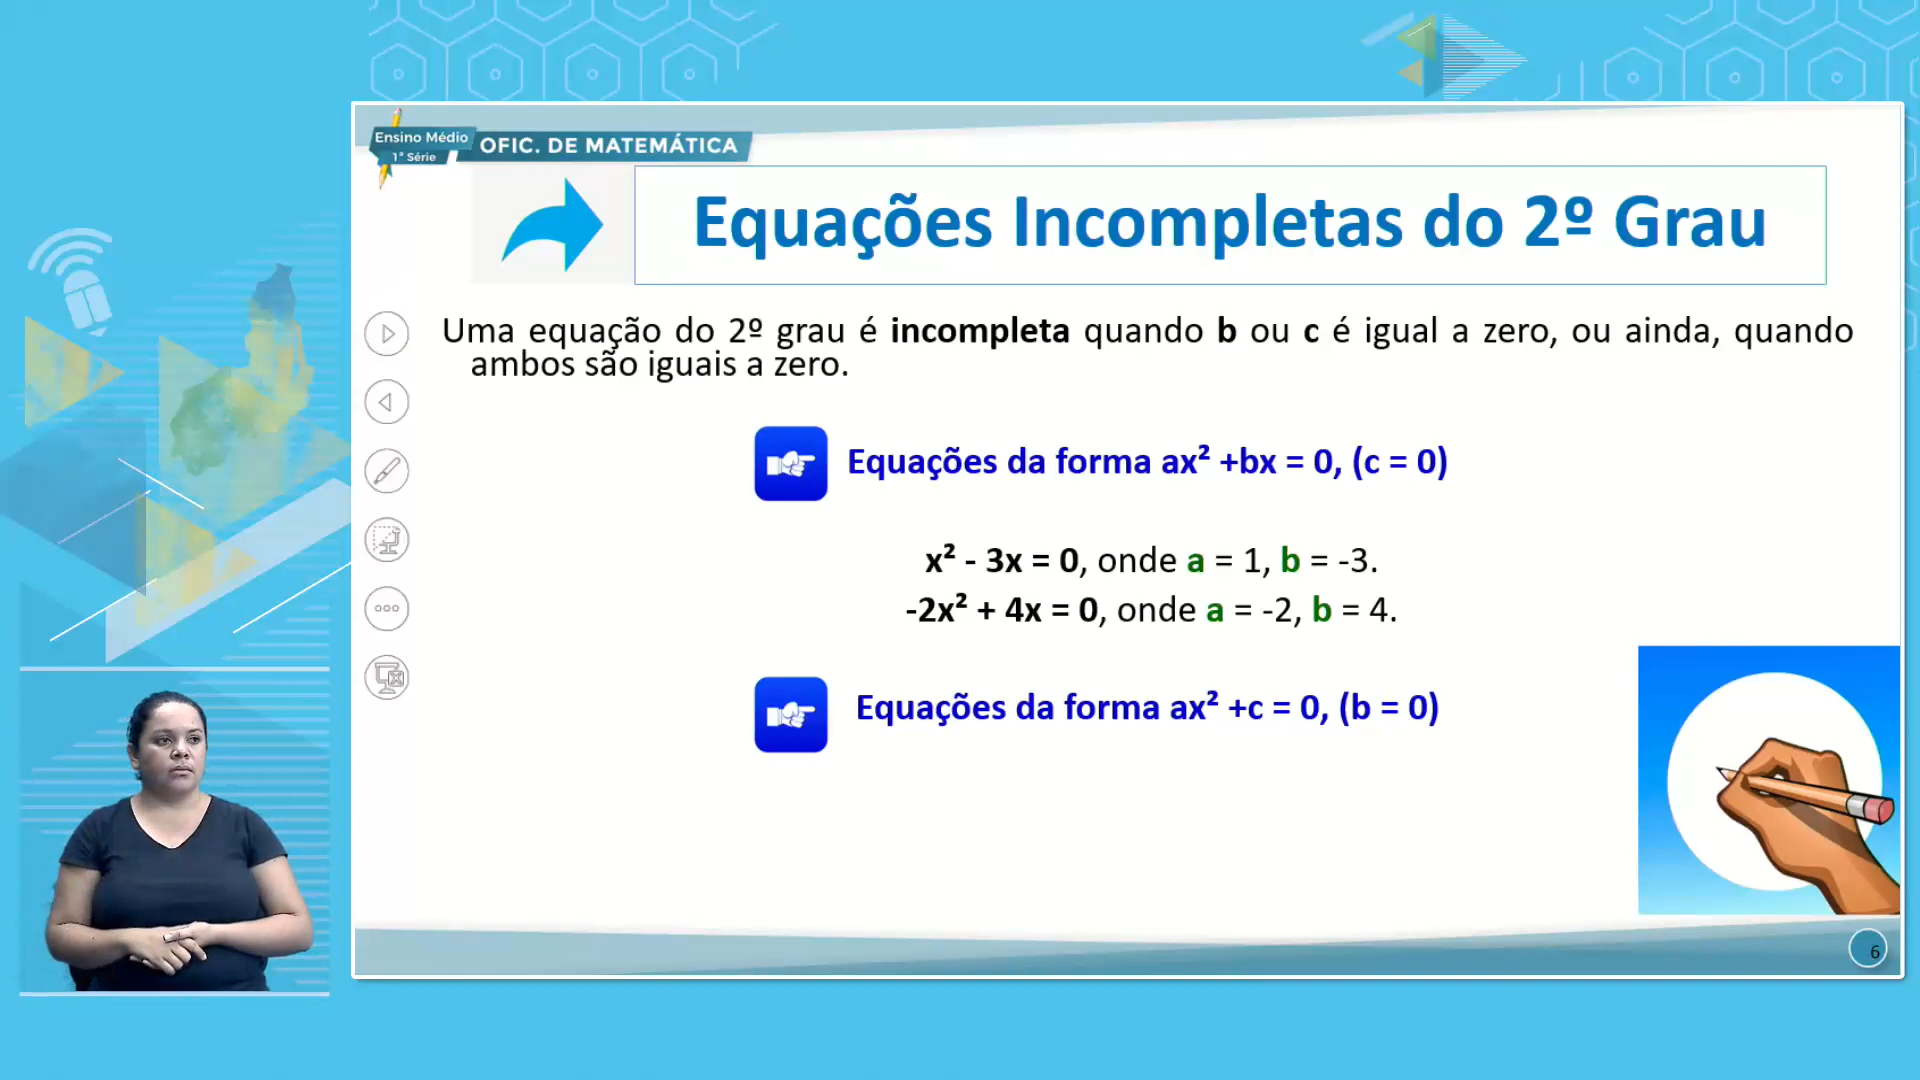 Ensino Médio
1ª Série
OFIC. DE MATEMÁTICA
Equações Incompletas do 2º Grau
Uma equação do 2º grau é incompleta quando b ou c é igual a zero, ou ainda, quando
ambos são iguais a zero.
Equações da forma ax² +bx = 0, (c = 0)
x² - 3x = 0, onde a = 1, b = -3.
-2x² + 4x = 0, onde a = -2, b = 4.
Equações da forma ax² +c = 0, (b = 0)
6